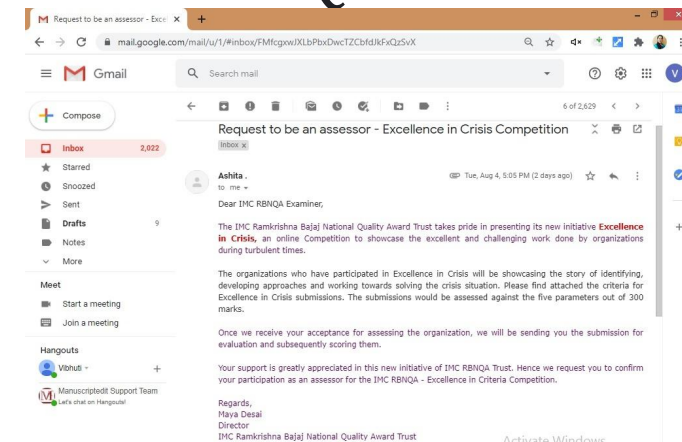 Request to be an assessor - Exce
mail.google.com/mail/u/1/#inbox/FMfcgxwJXLbPbxDwcTZCbfdJkFxQzSvX
Gmail
Search mail
Compose
6 of 2,629
Inbox 2,022
Starred
Snoozed
Sent
Drafts 9
Notes
More
Meet
Start a meeting
Join a meeting
Hangouts
Vibhuti
Manuscriptedit Support Team
Let's chat on Hangouts!
Request to be an assessor - Excellence in Crisis Competition
Inbox x
Ashita . Tue, Aug 4, 5:05 PM (2 days ago)
to me
Dear IMC RBNQA Examiner,
The IMC Ramkrishna Bajaj National Quality Award Trust takes pride in presenting its new initiative Excellence
in Crisis, an online Competition to showcase the excellent and challenging work done by organizations
during turbulent times.
The organizations who have participated in Excellence in Crisis will be showcasing the story of identifying,
developing approaches and working towards solving the crisis situation. Please find attached the criteria for
Excellence in Crisis submissions. The submissions would be assessed against the five parameters out of 300
marks.
Once we receive your acceptance for assessing the organization, we will be sending you the submission for
evaluation and subsequently scoring them.
Your support is greatly appreciated in this new initiative of IMC RBNQA Trust. Hence we request you to confirm
your participation as an assessor for the IMC RBNQA - Excellence in Criteria Competition.
Regards,
Maya Desai
Director
IMC Ramkrishna Bajaj National Quality Award Trust
Activate Windows